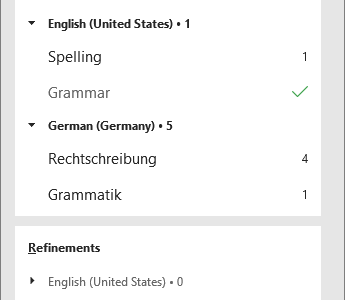 English (United States) • 1
Spelling 1
Grammar
German (Germany) • 5
Rechtschreibung 4
Grammatik 1
Refinements
English (United States) • 0